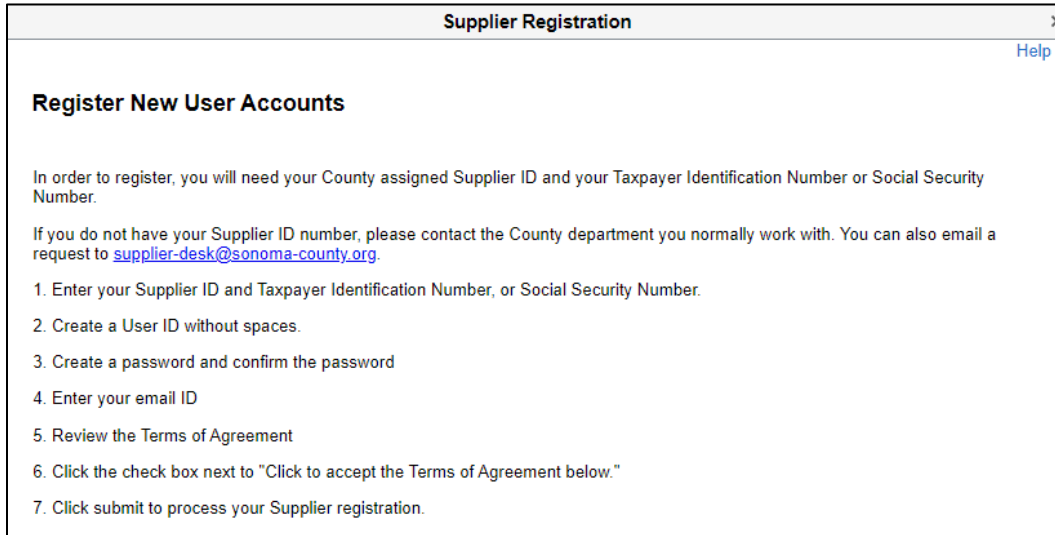 Supplier Registration
Help
Register New User Accounts
In order to register, you will need your County assigned Supplier ID and your Taxpayer Identification Number or Social Security
Number.
If you do not have your Supplier ID number, please contact the County department you normally work with. You can also email a
request to supplier-desk@sonoma-county.org.
1. Enter your Supplier ID and Taxpayer Identification Number, or Social Security Number.
2. Create a User ID without spaces.
3. Create a password and confirm the password
4. Enter your email ID
5. Review the Terms of Agreement
6. Click the check box next to "Click to accept the Terms of Agreement below."
7. Click submit to process your Supplier registration.